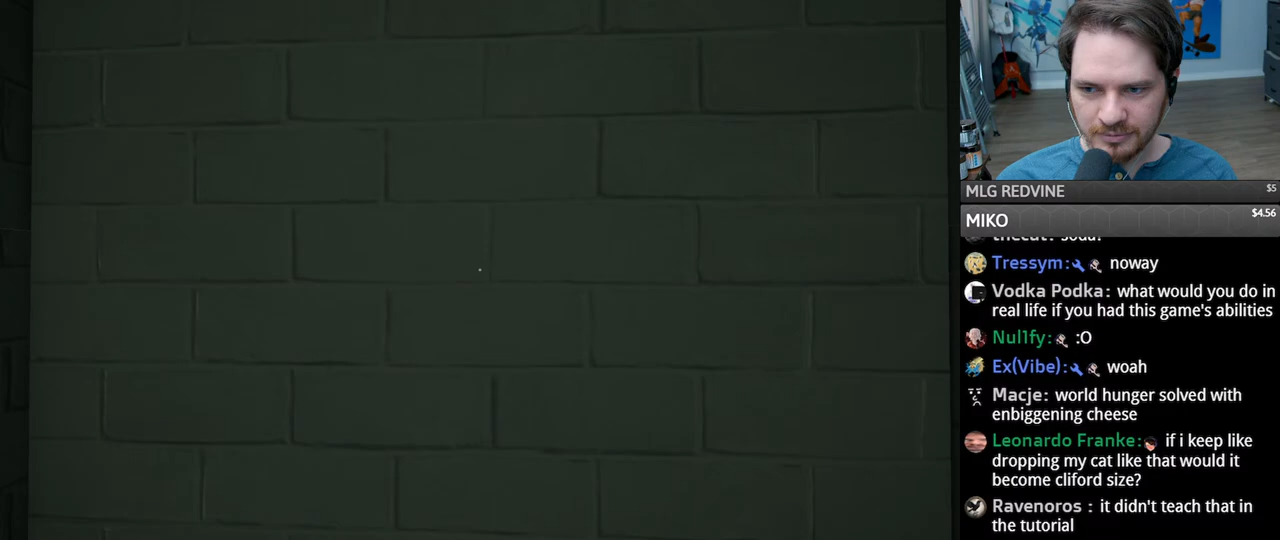 MLG REDVINE $5
MIKO $4.56
Tressym: noway
Vodka Podka: what would you do in
real life if you had this game's abilities
Nul1fy: :O
Ex(Vibe): woah
Macje: world hunger solved with
enbiggening cheese
Leonardo Franke: if i keep like
dropping my cat like that would it
become cliford size?
Ravenoros : it didn't teach that in
the tutorial